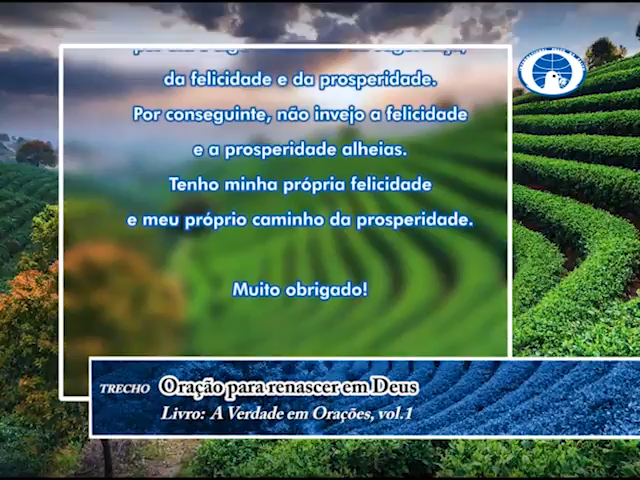 da felicidade e da prosperidade.
Por conseguinte, não invejo a felicidade
e a prosperidade alheias.
Tenho minha própria felicidade
e meu próprio caminho da prosperidade.
Muito obrigado!
TRECHO Oração para renascer em Deus
Livro: A Verdade em Orações, vol.1